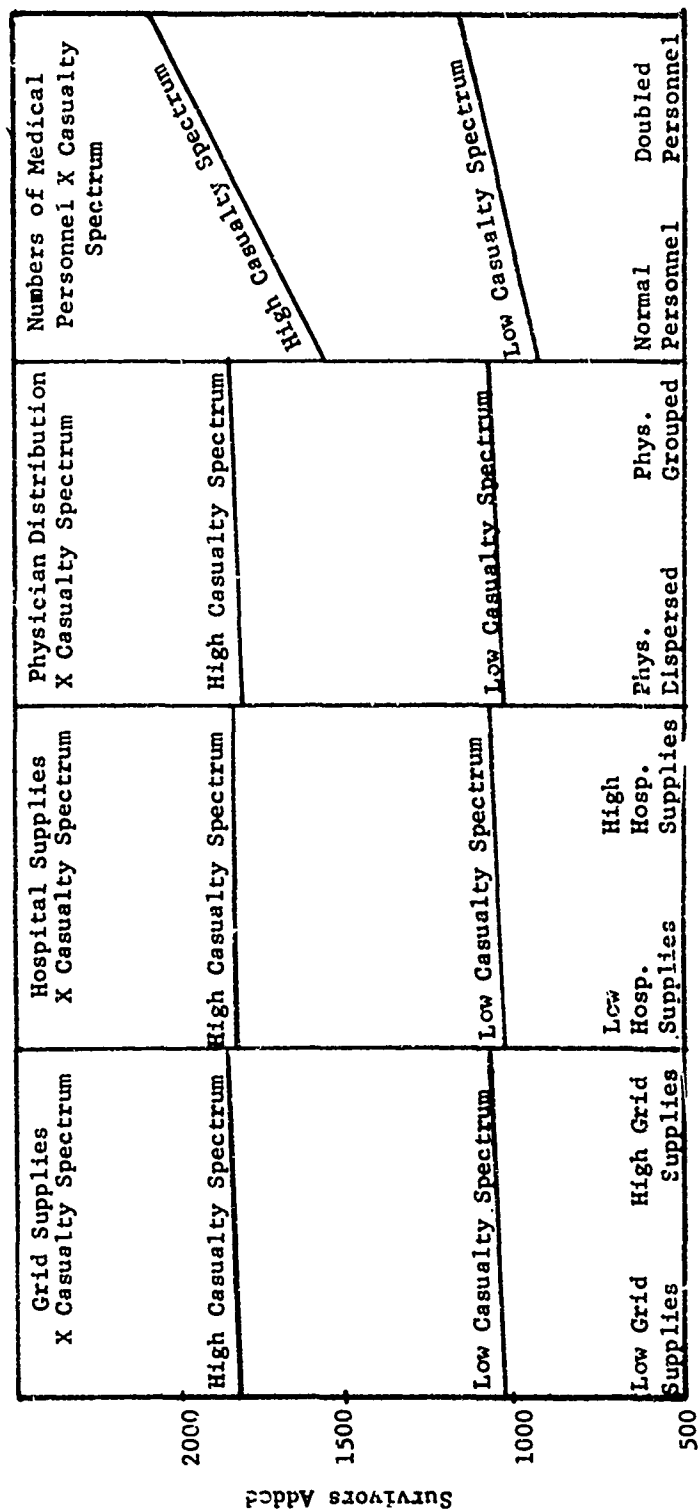 Survivors Added
2000
1500
1000
500
Grid Supplies
X Casualty Spectrum
High Casualty Spectrum
Low Casualty Spectrum
Low Grid
Supplies
High Grid
Supplies
Hospital Supplies
X Casualty Spectrum
High Casualty Spectrum
Low Casualty Spectrum
Low
Hosp.
Supplies
High
Hosp.
Supplies
Physician Distribution
X Casualty Spectrum
High Casualty Spectrum
Low Casualty Spectrum
Phys.
Dispersed
Phys.
Grouped
Numbers of Medical
Personnel X Casualty
Spectrum
High Casualty Spectrum
Low Casualty Spectrum
Normal
Personnel
Doubled
Personnel